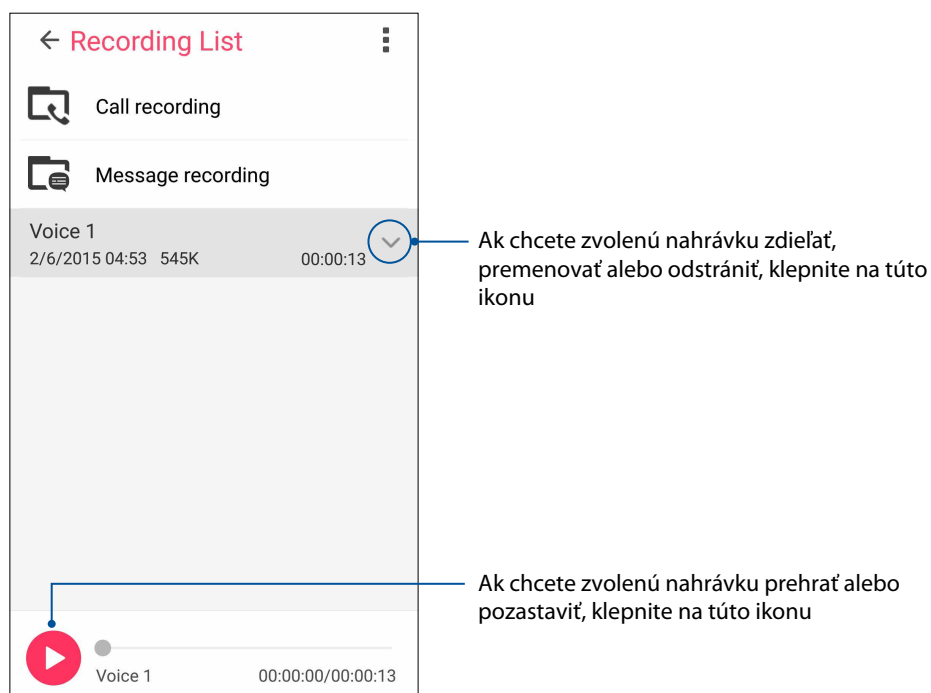 Recording List
Call recording
Message recording
Voice 1
2/6/2015 04:53 545K 00:00:13
Ak chcete zvolenú nahrávku zdieľať,
premenovať alebo odstrániť, klepnite na túto
ikonu
Ak chcete zvolenú nahrávku prehrať alebo
pozastaviť, klepnite na túto ikonu
Voice 1 00:00:00/00:00:13